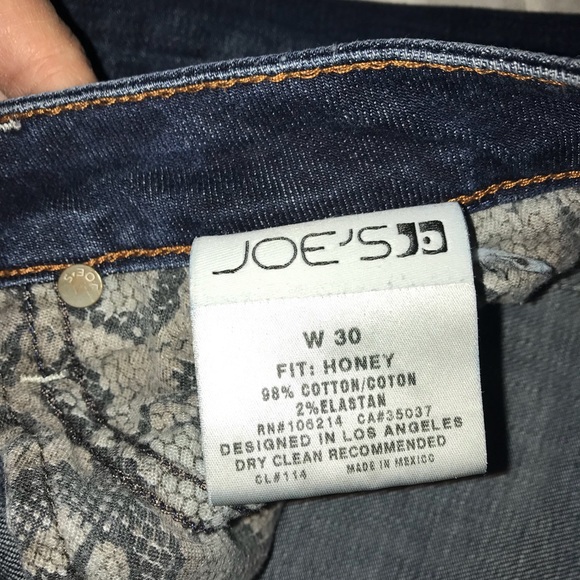 JOE'S
JOE'S
W 30
FIT: HONEY
98% COTTON/COTON
2%ELASTAN
RN#106214 CA#35037
DESIGNED IN LOS ANGELES
DRY CLEAN RECOMMENDED
CL#114 MADE IN MEXICO